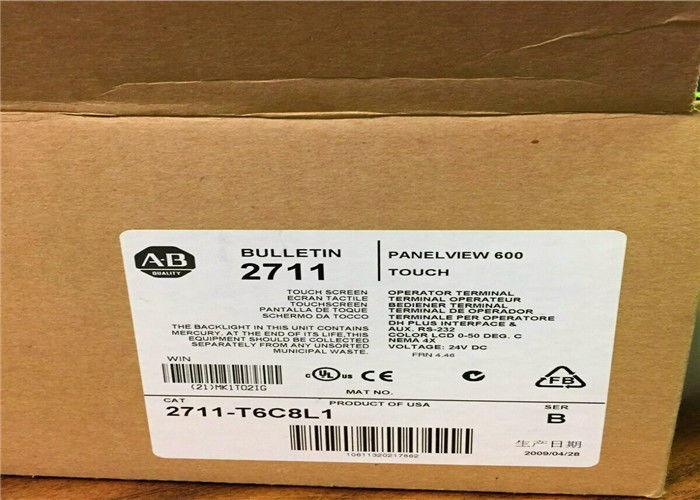 A-B
QUALITY
BULLETIN
2711
PANELVIEW 600
TOUCH
TOUCH SCREEN
ECRAN TACTILE
TOUCHSCREEN
PANTALLA DE TOQUE
SCHERMO DA TOCCO
THE BACKLIGHT IN THIS UNIT CONTAINS
MERCURY. AT THE END OF ITS LIFE,THIS
EQUIPMENT SHOULD BE COLLECTED
SEPARATELY FROM ANY UNSORTED
MUNICIPAL WASTE.
OPERATOR TERMINAL
TERMINAL OPERATEUR
BEDIENER TERMINAL
TERMINAL DE OPERADOR
TERMINALE PER OPERATORE
DH PLUS INTERFACE &
AUX. RS-232
COLOR LCD 0-50 DEG. C
NEMA 4X
VOLTAGE: 24V DC
FRN 4.46
WIN
(21)MK1T02IG
c UL us CE
FB
MAT NO.
CAT
PRODUCT OF USA
SER
2711-T6C8L1
B
10611320217862
生产日期
2009/04/28